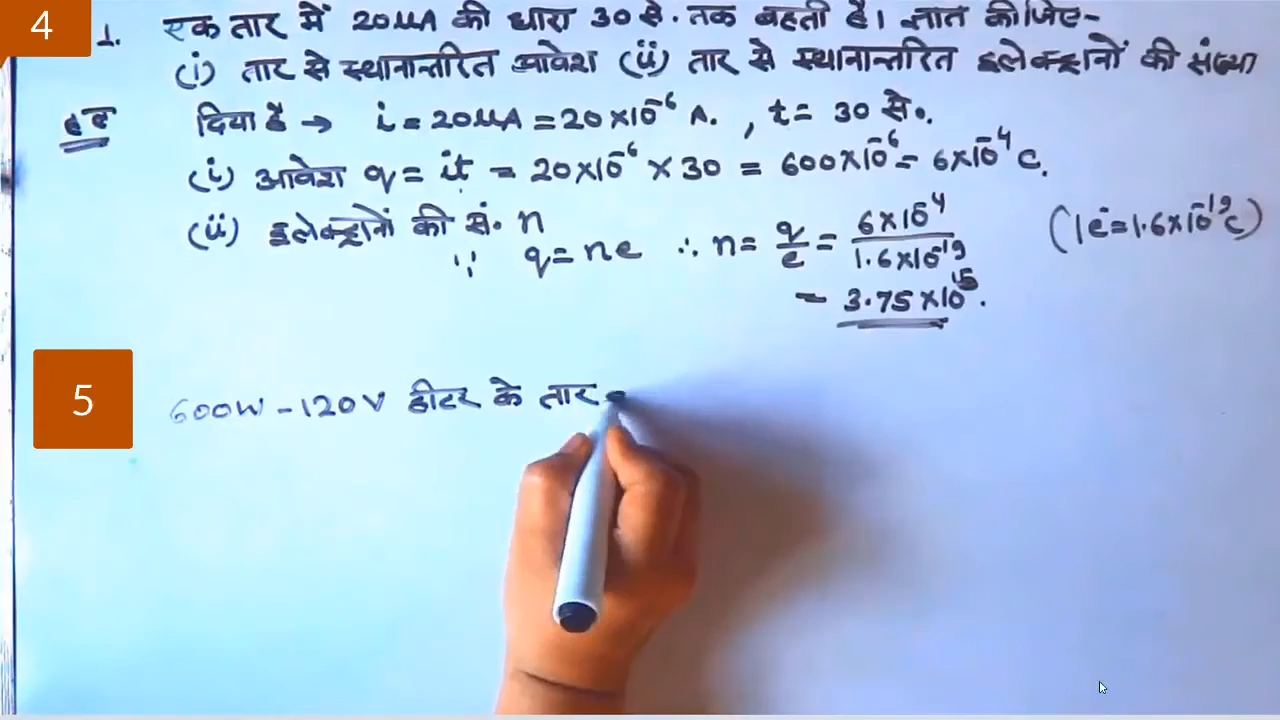 4
1. एक तार में 20μA की धारा 30 से. तक बहती है। ज्ञात कीजिए-
(i) तार से स्थानान्तरित आवेश (ii) तार से स्थानान्तरित इलेक्ट्रानों की संख्या
हल दिया है → i = 20μA = 20×10⁻⁶ A. , t = 30 से.
(i) आवेश q = it = 20×10⁻⁶ × 30 = 600×10⁻⁶ = 6×10⁻⁴ C.
(ii) इलेक्ट्रानों की सं. n
∵ q = ne ∴ n = q/e = 6×10⁻⁴/1.6×10⁻¹⁹ (1e⁻=1.6×10⁻¹⁹C)
= 3.75×10¹⁵.
5
600W - 120V हीटर के तार